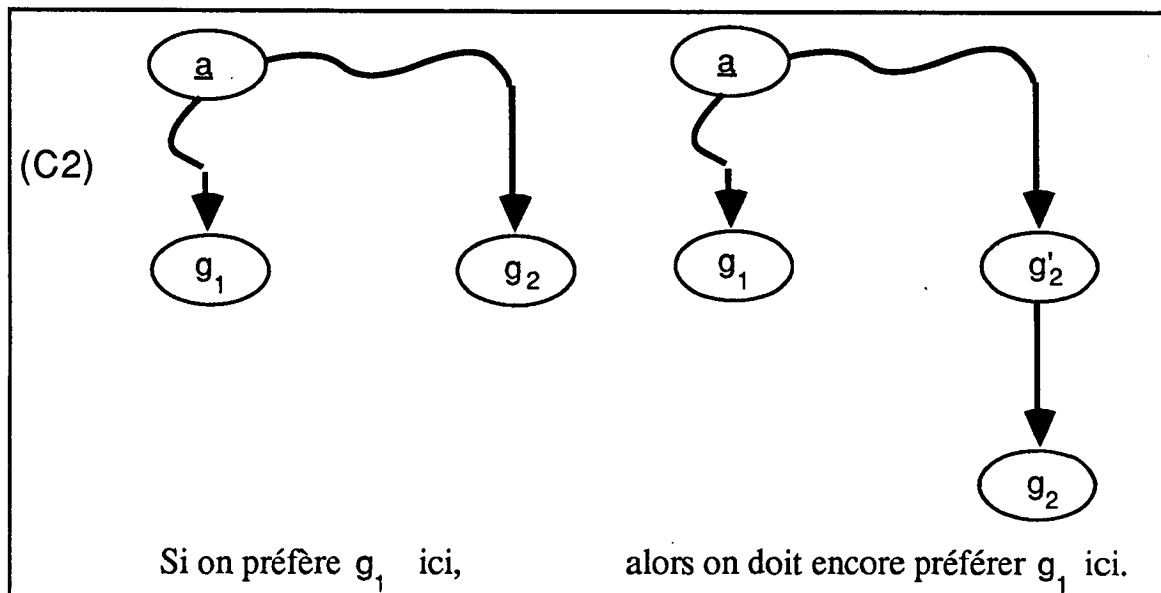 a a
(C2)
g₁ g₂ g₁ g'₂
g₂
Si on préfère g₁ ici, alors on doit encore préférer g₁ ici.